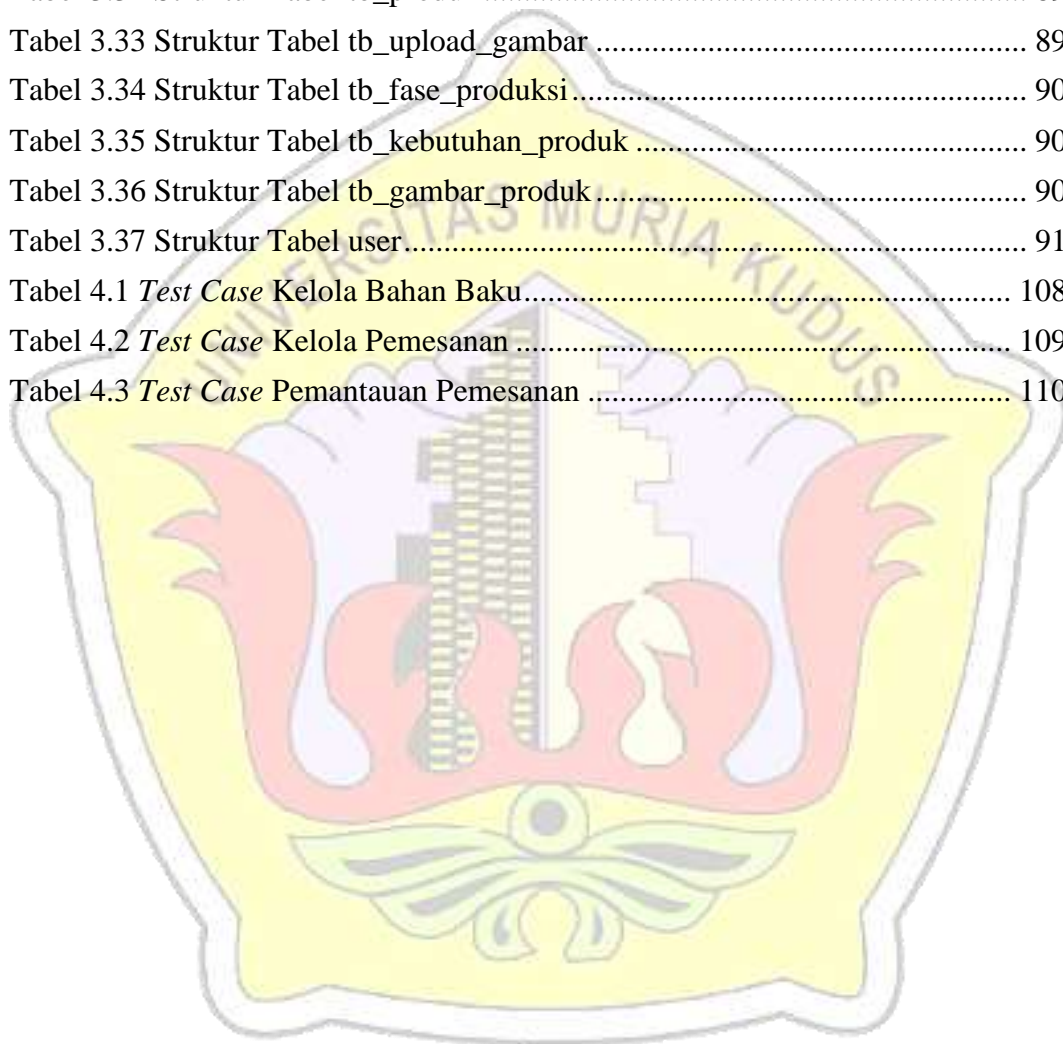 Tabel 3.33 Struktur Tabel tb_upload_gambar ........................................................ 89
Tabel 3.34 Struktur Tabel tb_fase_produksi ........................................................... 90
Tabel 3.35 Struktur Tabel tb_kebutuhan_produk ................................................... 90
Tabel 3.36 Struktur Tabel tb_gambar_produk ........................................................ 90
Tabel 3.37 Struktur Tabel user ................................................................................ 91
Tabel 4.1 Test Case Kelola Bahan Baku ............................................................... 108
Tabel 4.2 Test Case Kelola Pemesanan ................................................................ 109
Tabel 4.3 Test Case Pemantauan Pemesanan ....................................................... 110
UNIVERSITAS MURIA KUDUS